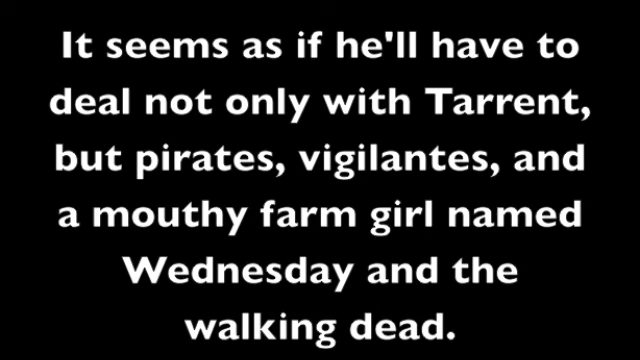 It seems as if he'll have to
deal not only with Tarrent,
but pirates, vigilantes, and
a mouthy farm girl named
Wednesday and the
walking dead.